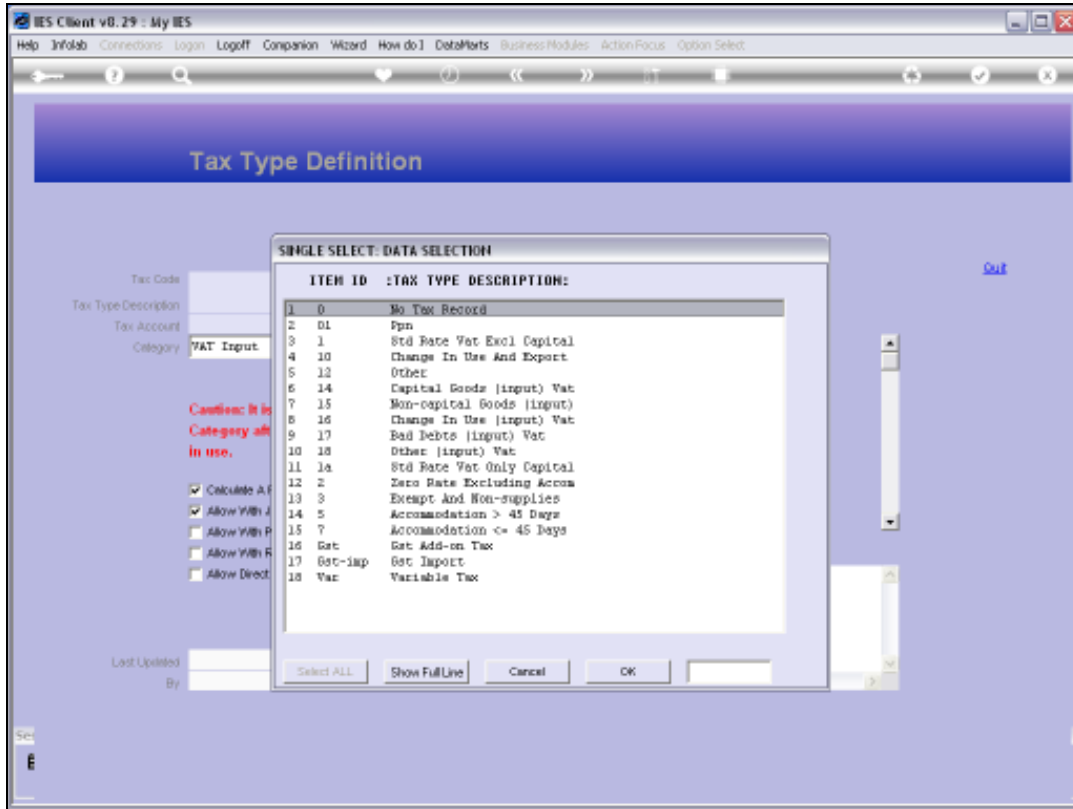 IES Client v8.29 : My IES
Help Infolab Connections Logon Logoff Companion Wizard How do I DataMarts Business Modules Action Focus Option Select
Tax Type Definition
SINGLE SELECT: DATA SELECTION
Quit
ITEM ID :TAX TYPE DESCRIPTION:
Tax Code
Tax Type Description
Tax Account
Category VAT Input
1 0 No Tax Record
2 01 Ppn
3 1 Std Rate Vat Excl Capital
4 10 Change In Use And Export
5 12 Other
6 14 Capital Goods (input) Vat
7 15 Non-capital Goods (input)
8 16 Change In Use (input) Vat
9 17 Bad Debts (input) Vat
10 18 Other (input) Vat
11 1a Std Rate Vat Only Capital
12 2 Zero Rate Excluding Accom
13 3 Exempt And Non-supplies
14 5 Accommodation > 45 Days
15 7 Accommodation <= 45 Days
16 Gst Gst Add-on Tax
17 Gst-imp Gst Import
18 Var Variable Tax
Caution: It is
Category aft
in use.
Calculate A
Allow With
Allow With
Allow With
Allow Direct
Last Updated
By
Select ALL Show Full Line Cancel OK